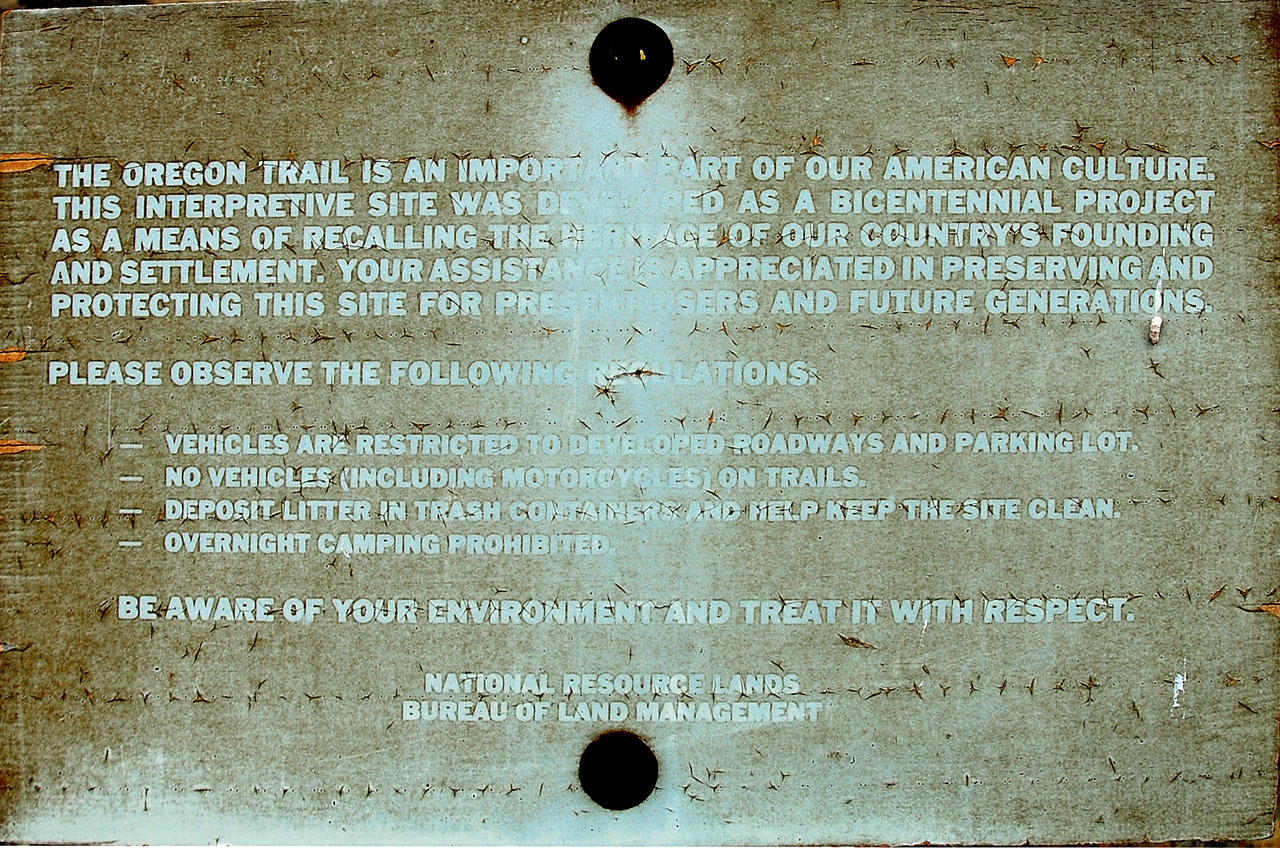 THE OREGON TRAIL IS AN IMPORTANT PART OF OUR AMERICAN CULTURE.
THIS INTERPRETIVE SITE WAS DEVELOPED AS A BICENTENNIAL PROJECT
AS A MEANS OF RECALLING THE HERITAGE OF OUR COUNTRY'S FOUNDING
AND SETTLEMENT. YOUR ASSISTANCE IS APPRECIATED IN PRESERVING AND
PROTECTING THIS SITE FOR PRESENT USERS AND FUTURE GENERATIONS.
PLEASE OBSERVE THE FOLLOWING REGULATIONS:
— VEHICLES ARE RESTRICTED TO DEVELOPED ROADWAYS AND PARKING LOT.
— NO VEHICLES (INCLUDING MOTORCYCLES) ON TRAILS.
— DEPOSIT LITTER IN TRASH CONTAINERS AND HELP KEEP THE SITE CLEAN.
— OVERNIGHT CAMPING PROHIBITED.
BE AWARE OF YOUR ENVIRONMENT AND TREAT IT WITH RESPECT.
NATIONAL RESOURCE LANDS
BUREAU OF LAND MANAGEMENT